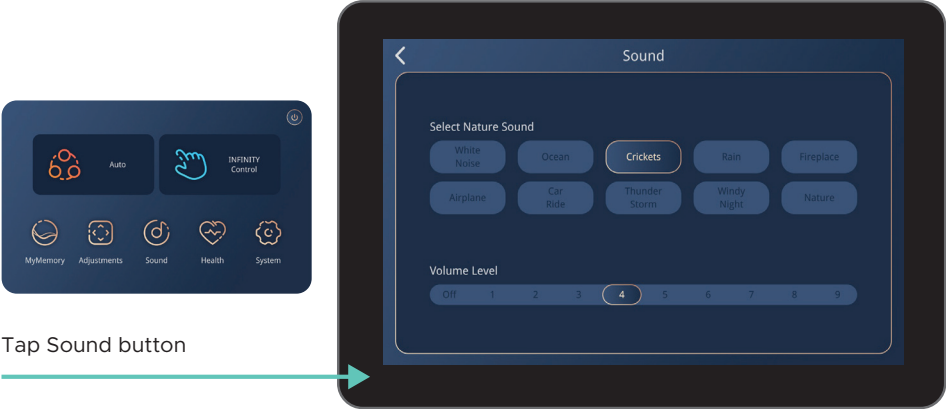 Auto
INFINITY
Control
MyMemory Adjustments Sound Health System
Tap Sound button
Sound
Select Nature Sound
White
Noise
Ocean
Crickets
Rain
Fireplace
Airplane
Car
Ride
Thunder
Storm
Windy
Night
Nature
Volume Level
Off 1 2 3 4 5 6 7 8 9